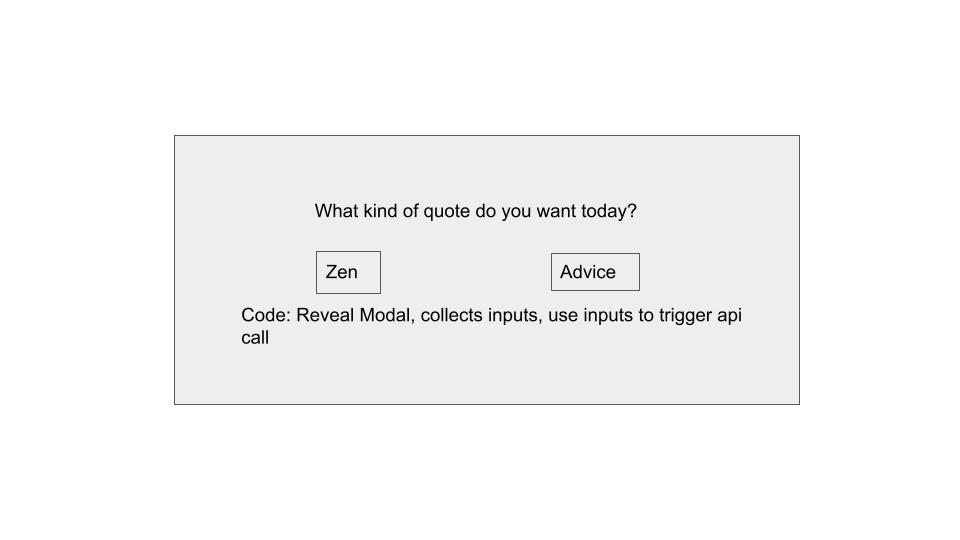 What kind of quote do you want today?
Zen
Advice
Code: Reveal Modal, collects inputs, use inputs to trigger api
call